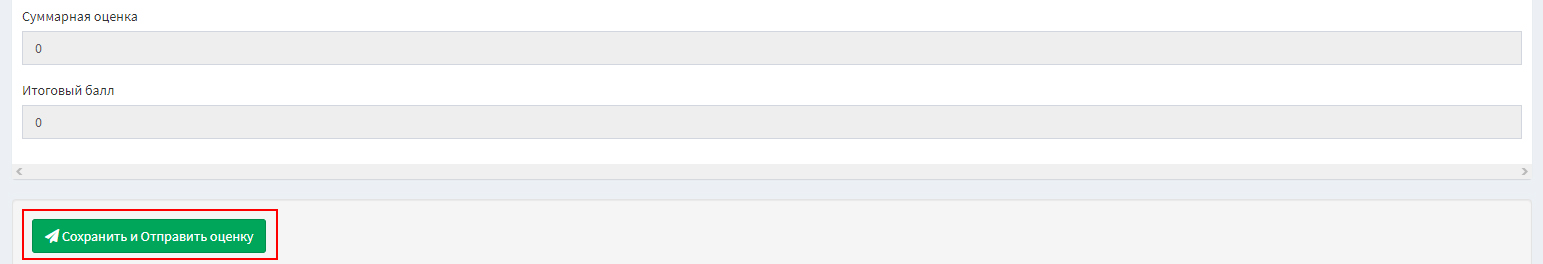 Суммарная оценка
0
Итоговый балл
0
Сохранить и Отправить оценку